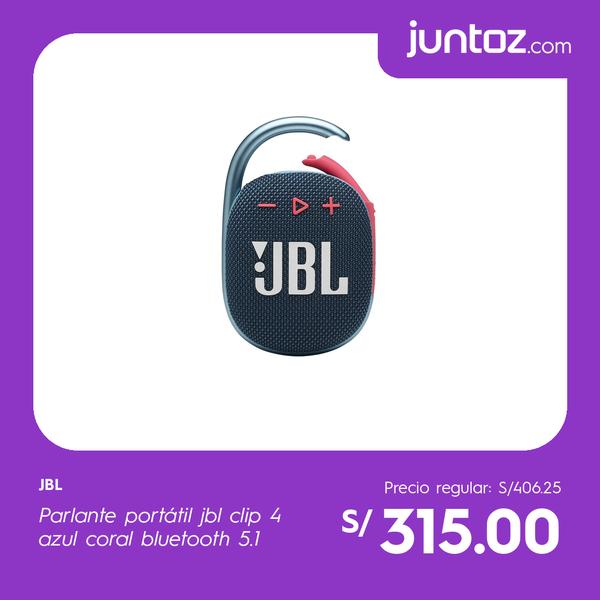 juntoz.com
JBL
JBL
Parlante portátil jbl clip 4
azul coral bluetooth 5.1
Precio regular: S/406.25
S/315.00